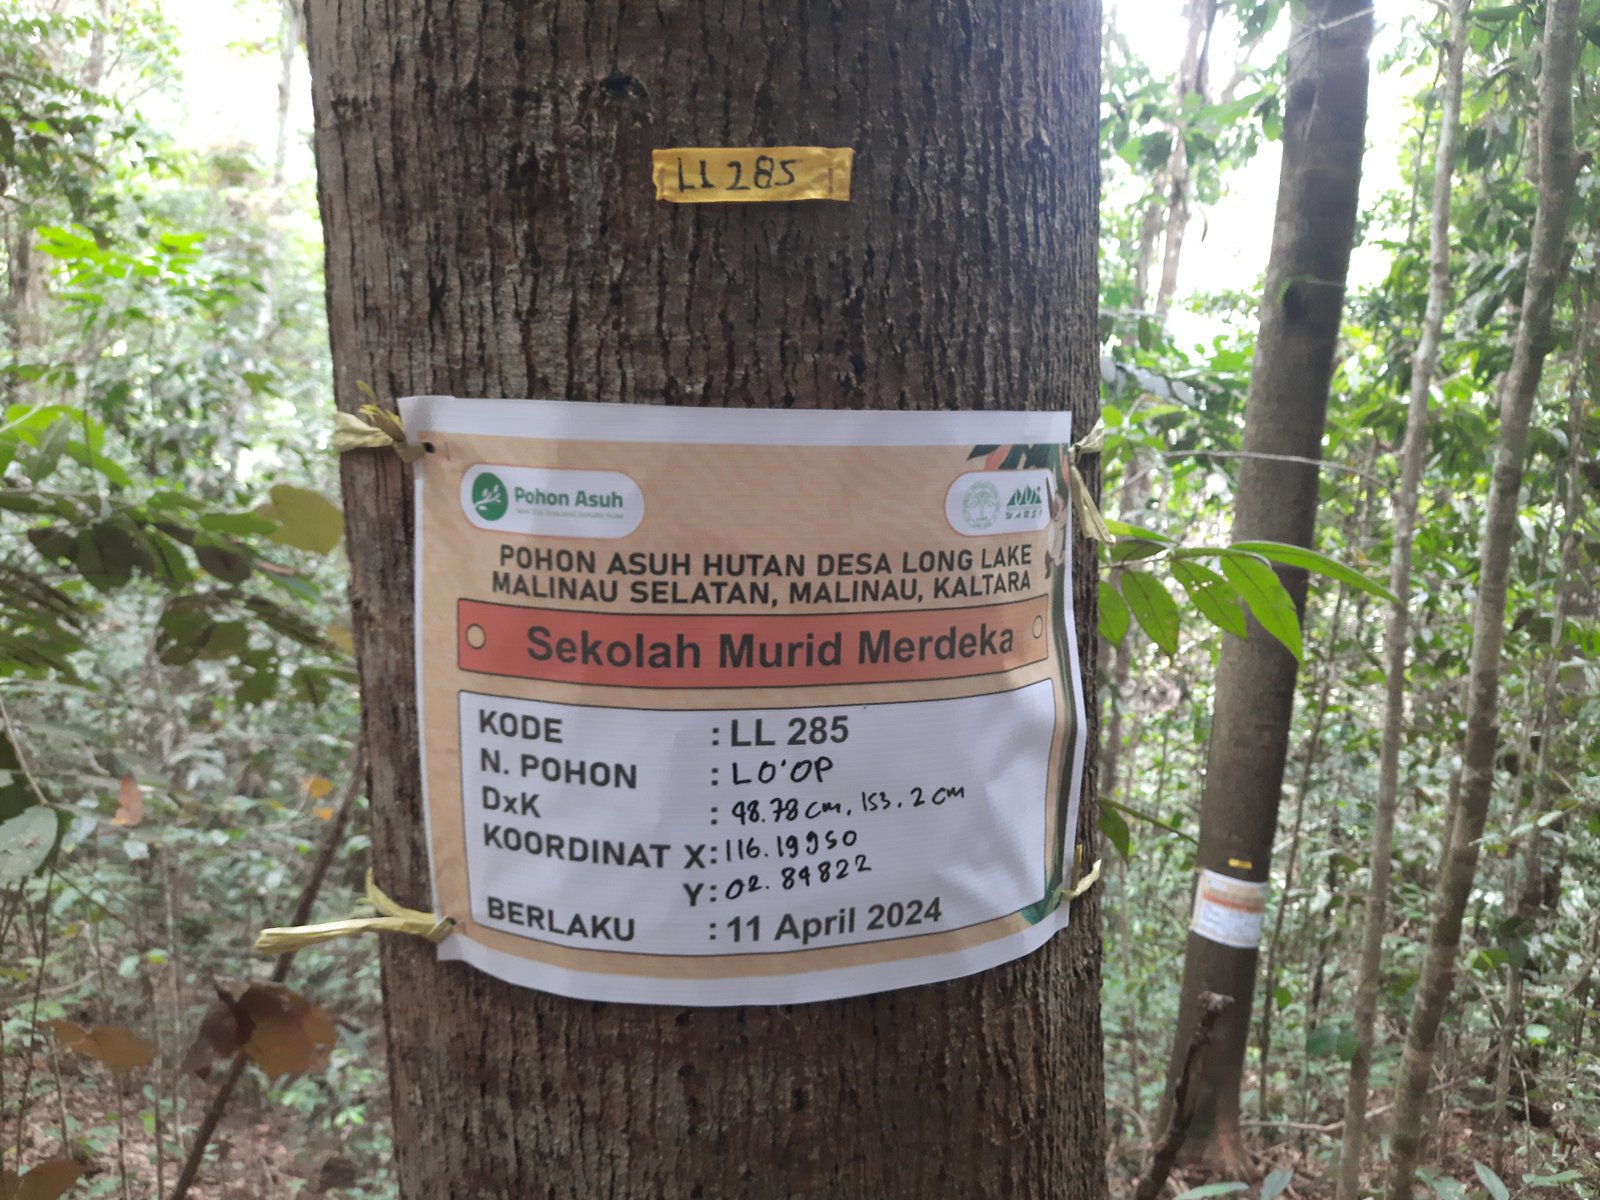 LL 285
Pohon Asuh
WARSI
POHON ASUH HUTAN DESA LONG LAKE
MALINAU SELATAN, MALINAU, KALTARA
Sekolah Murid Merdeka
KODE : LL 285
N. POHON : LO'OP
DxK : 48.78 cm, 153.2 cm
KOORDINAT X: 116.19950
Y: 02.84822
BERLAKU : 11 April 2024